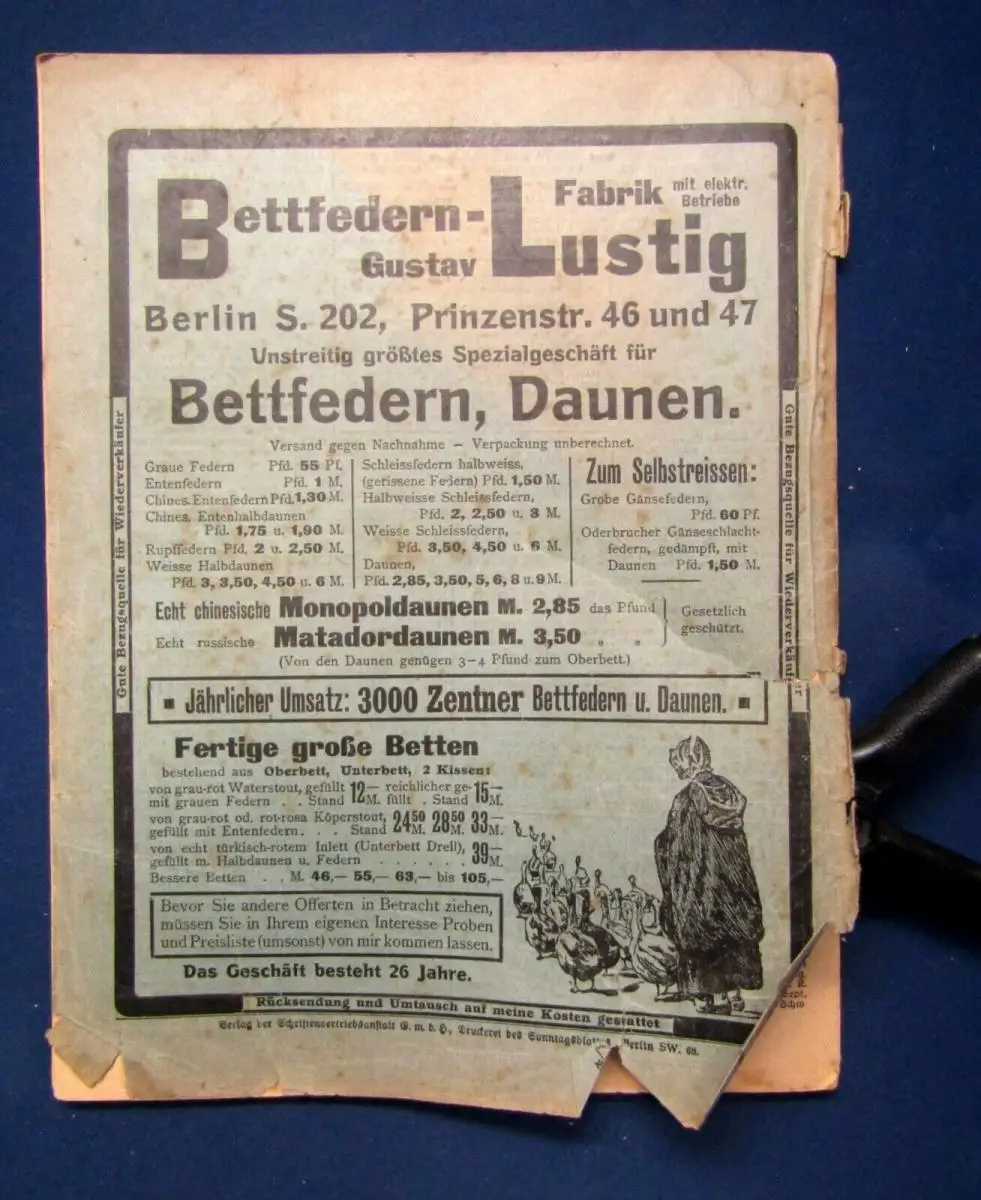 Bettfedern-Fabrik mit elektr. Betriebe
Gustav Lustig
Berlin S. 202, Prinzenstr. 46 und 47
Unstreitig größtes Spezialgeschäft für
Bettfedern, Daunen.
Versand gegen Nachnahme – Verpackung unberechnet.
Graue Federn Pfd. 55 Pf.
Entenfedern Pfd. 1 M.
Chines. Entenfedern Pfd. 1,30 M.
Chines. Entenhalbdaunen
Pfd. 1,75 u. 1,90 M.
Rupffedern Pfd. 2 u. 2,50 M.
Weisse Halbdaunen
Pfd. 3, 3,50, 4,50 u. 6 M.
Schleissfedern halbweiss,
(gerissene Federn) Pfd. 1,50 M.
Halbweisse Schleissfedern,
Pfd. 2, 2,50 u. 3 M.
Weisse Schleissfedern,
Pfd. 3,50, 4,50 u. 6 M.
Daunen,
Pfd. 2,85, 3,50, 5, 6, 8 u. 9 M.
Zum Selbstreissen:
Grobe Gänsefedern,
Pfd. 60 Pf.
Oderbrucher Gänseschlacht-
federn, gedämpft, mit
Daunen Pfd. 1,50 M.
Echt chinesische Monopoldaunen M. 2,85 das Pfund
Echt russische Matadordaunen M. 3,50 „ „
Gesetzlich
geschützt.
(Von den Daunen genügen 3–4 Pfund zum Oberbett.)
Jährlicher Umsatz: 3000 Zentner Bettfedern u. Daunen.
Fertige große Betten
bestehend aus Oberbett, Unterbett, 2 Kissen:
von grau-rot Waterstout, gefüllt 12— reichlicher ge- 15—
mit grauen Federn . . Stand M. füllt . Stand M.
von grau-rot od. rot-rosa Köperstout, 24 50 28 50 33 —
gefüllt mit Entenfedern. . . Stand M. M. M.
von echt türkisch-rotem Inlett (Unterbett Drell), 39—
gefüllt m. Halbdaunen u. Federn . . . . . . M.
Bessere Betten . . M. 46,— 55,— 63,— bis 105,—
Bevor Sie andere Offerten in Betracht ziehen,
müssen Sie in Ihrem eigenen Interesse Proben
und Preisliste (umsonst) von mir kommen lassen.
Das Geschäft besteht 26 Jahre.
Rücksendung und Umtausch auf meine Kosten gestattet
Gute Bezugsquelle für Wiederverkäufer
Gute Bezugsquelle für Wiederverkäufer
Verlag der Schriftenvertriebsanstalt G. m. b. H., Druckerei des Sonntagsblattes, Berlin SW. 68.